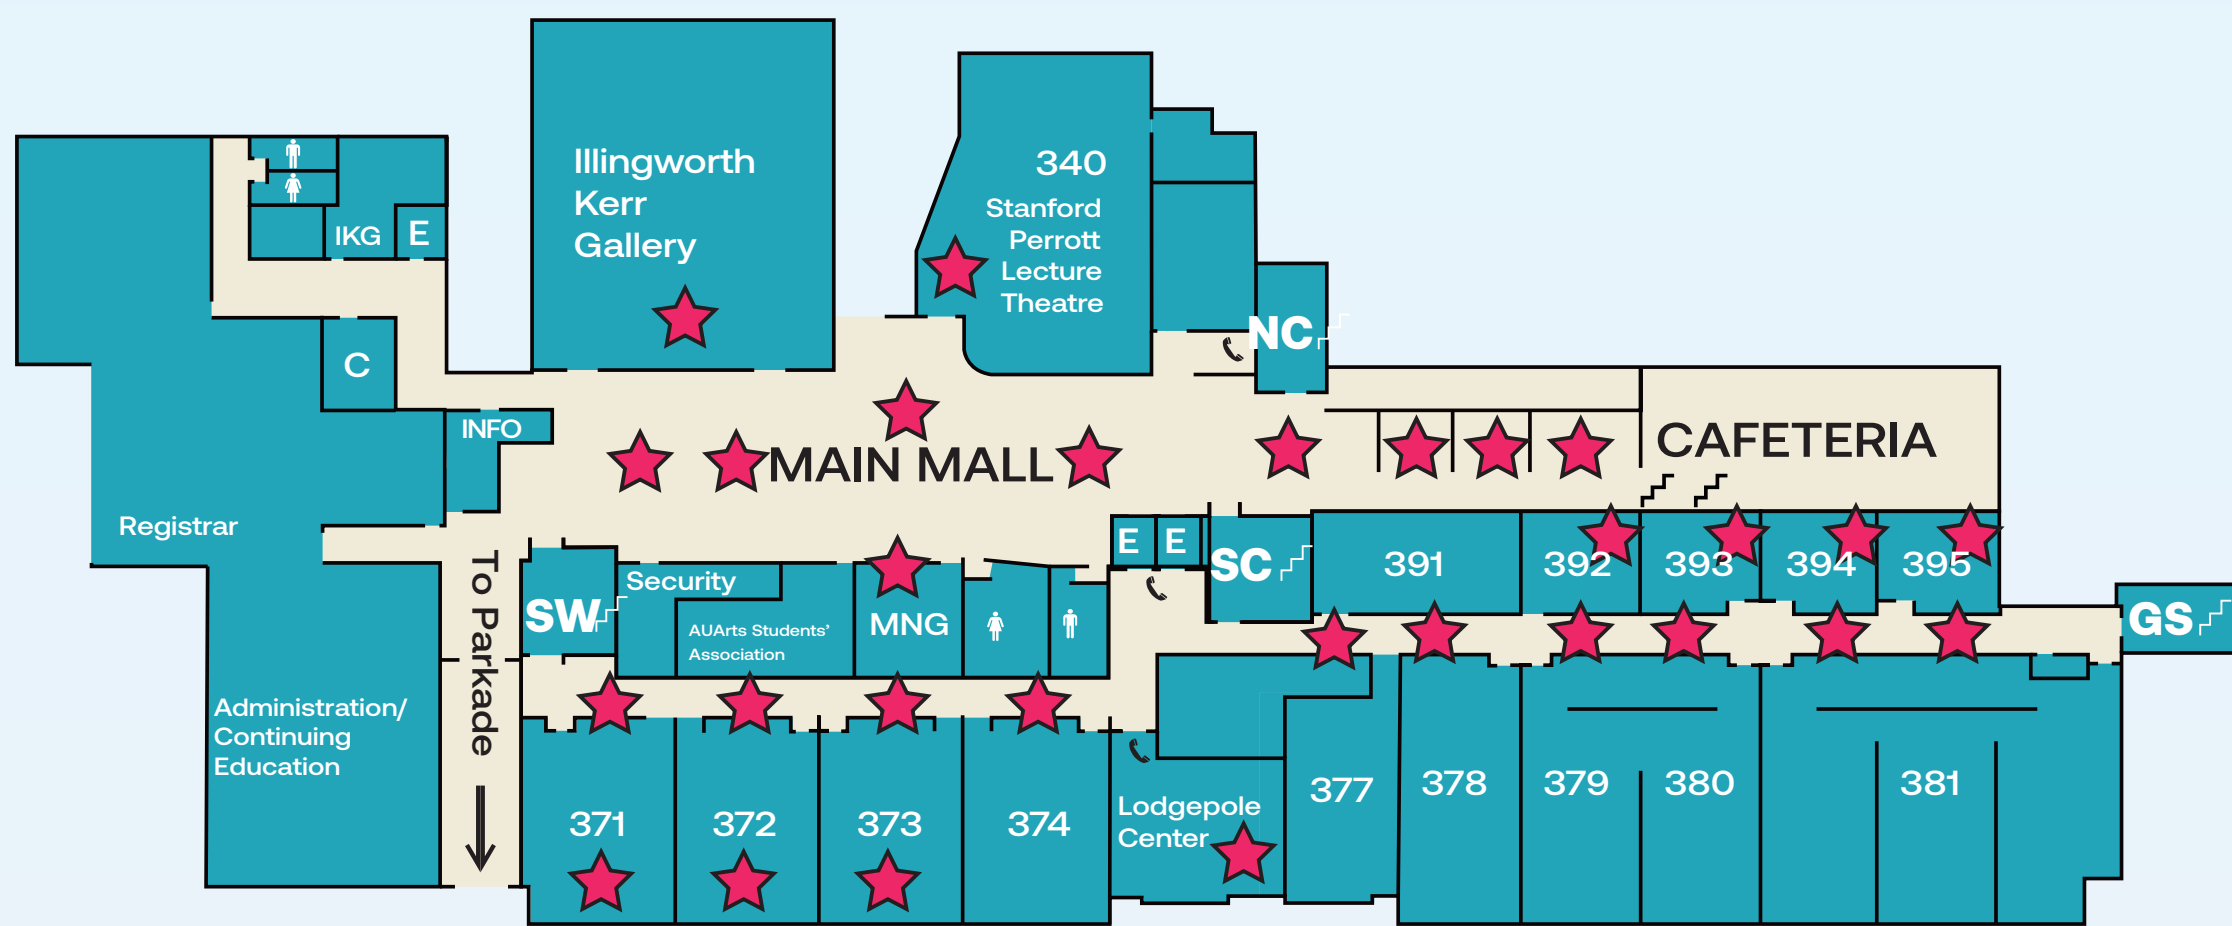 Illingworth
Kerr
Gallery
340
Stanford
Perrott
Lecture
Theatre
IKG
E
NC
C
INFO
MAIN MALL
CAFETERIA
Registrar
To Parkade
E
E
SC
391
392
393
394
395
SW
Security
AUArts Students’
Association
MNG
GS
Administration/
Continuing
Education
371
372
373
374
Lodgepole
Center
377
378
379
380
381